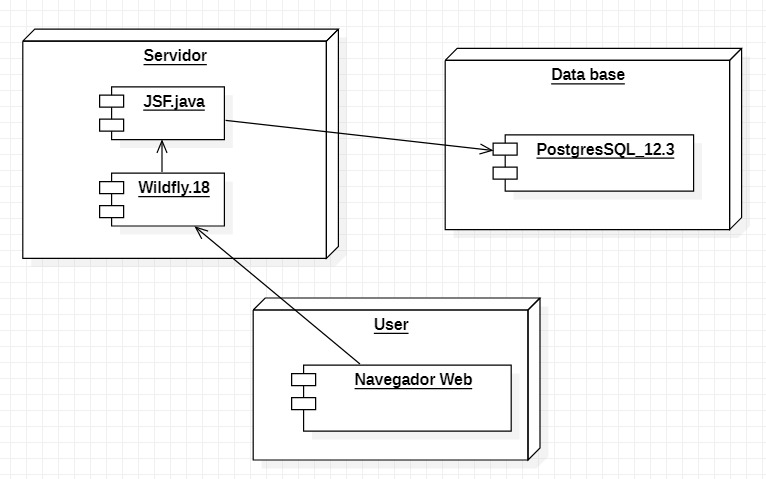 Servidor
JSF.java
Wildfly.18
Data base
PostgresSQL_12.3
User
Navegador Web